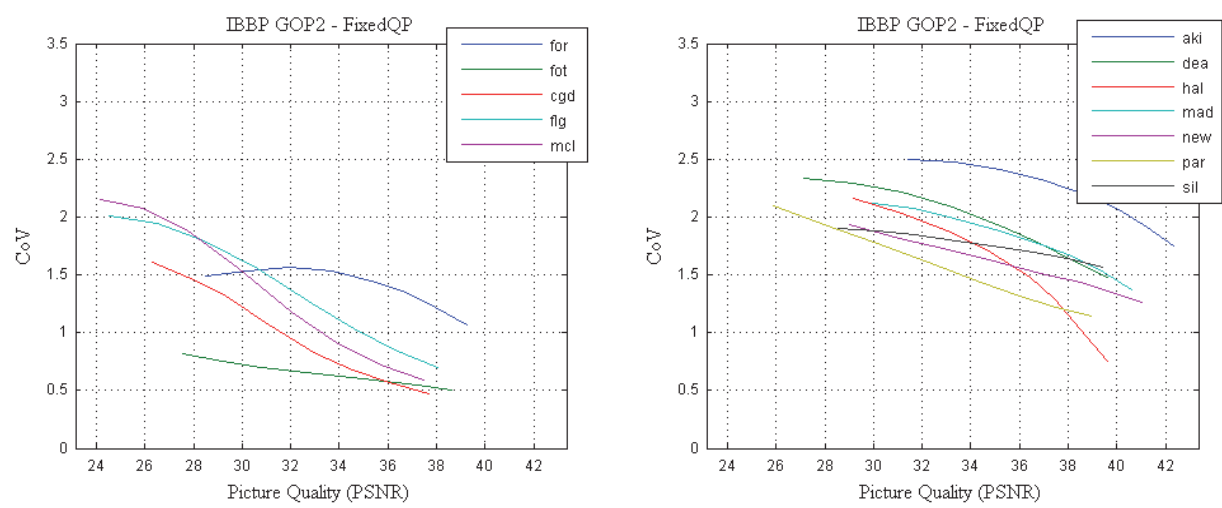 IBBP GOP2 - FixedQP
3.5
3
2.5
2
1.5
1
0.5
0
CoV
24 26 28 30 32 34 36 38 40 42
Picture Quality (PSNR)
for
fot
cgd
flg
mcl
IBBP GOP2 - FixedQP
3.5
3
2.5
2
1.5
1
0.5
0
CoV
24 26 28 30 32 34 36 38 40 42
Picture Quality (PSNR)
aki
dea
hal
mad
new
par
sil